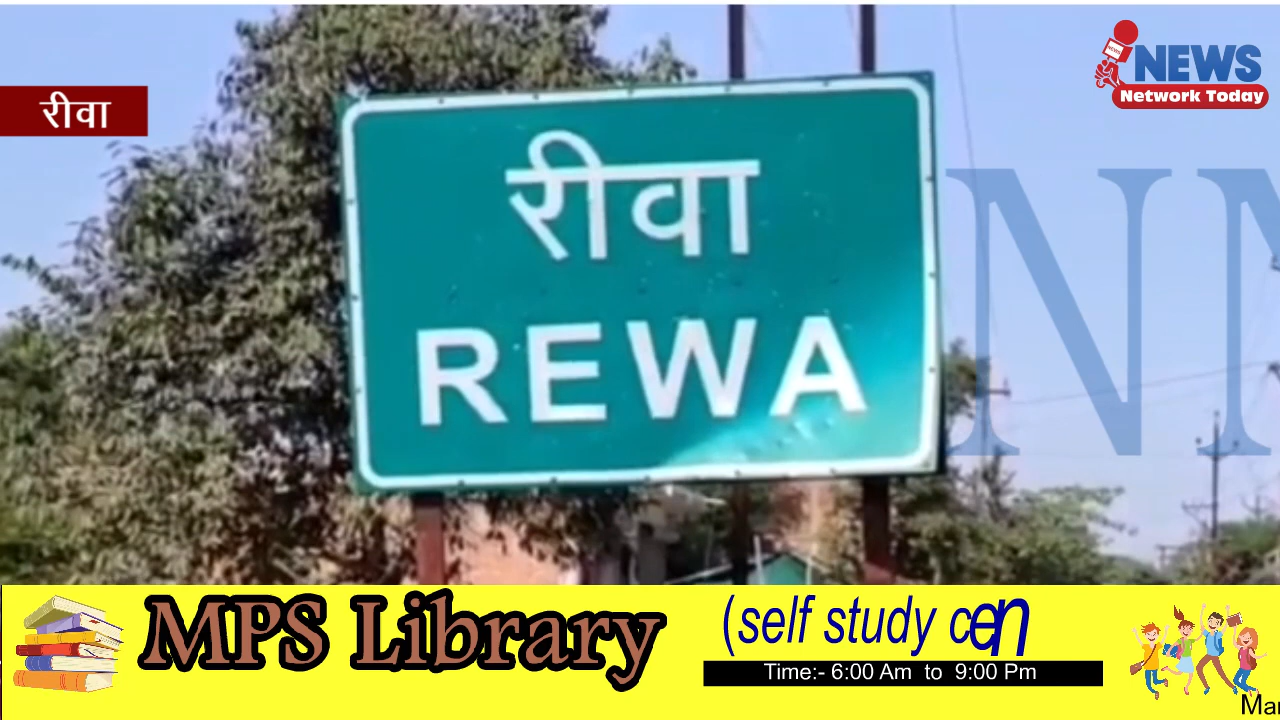 NEWS
Network Today
रीवा
रीवा
REWA
MPS Library
(self study cen
Time:- 6:00 Am to 9:00 Pm